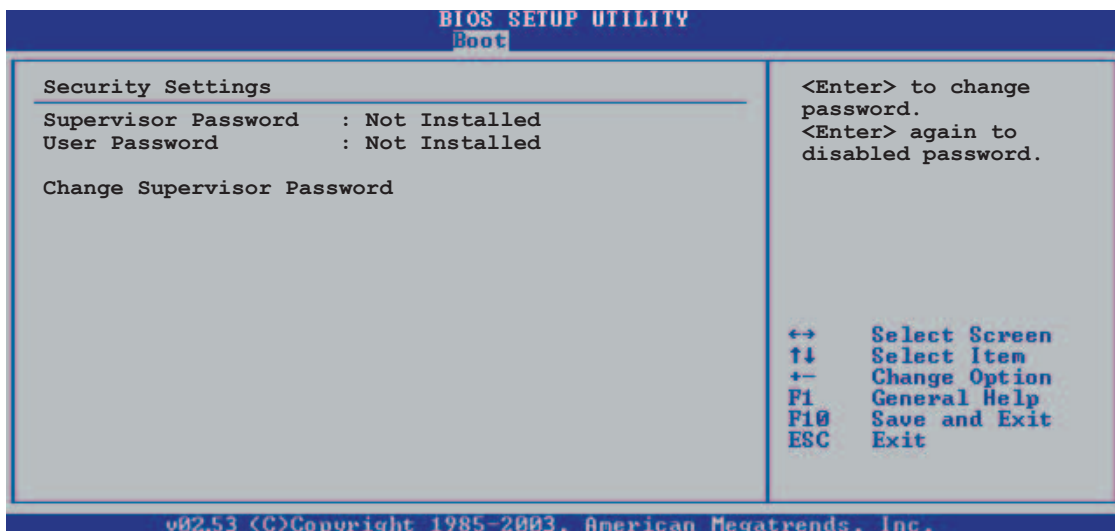 BIOS SETUP UTILITY
Boot
Security Settings
Supervisor Password : Not Installed
User Password : Not Installed
Change Supervisor Password
<Enter> to change
password.
<Enter> again to
disabled password.
←→ Select Screen
↑↓ Select Item
+- Change Option
F1 General Help
F10 Save and Exit
ESC Exit
v02.53 (C)Copyright 1985-2003, American Megatrends, Inc.